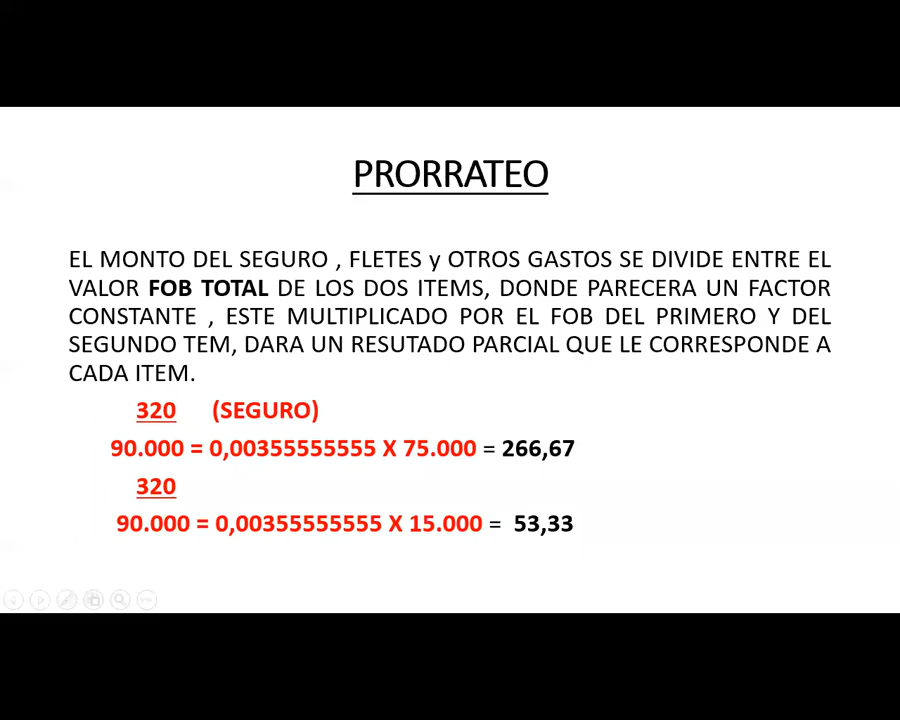 PRORRATEO
EL MONTO DEL SEGURO , FLETES y OTROS GASTOS SE DIVIDE ENTRE EL
VALOR FOB TOTAL DE LOS DOS ITEMS, DONDE PARECERA UN FACTOR
CONSTANTE , ESTE MULTIPLICADO POR EL FOB DEL PRIMERO Y DEL
SEGUNDO TEM, DARA UN RESUTADO PARCIAL QUE LE CORRESPONDE A
CADA ITEM.
320 (SEGURO)
90.000 = 0,00355555555 X 75.000 = 266,67
320
90.000 = 0,00355555555 X 15.000 = 53,33